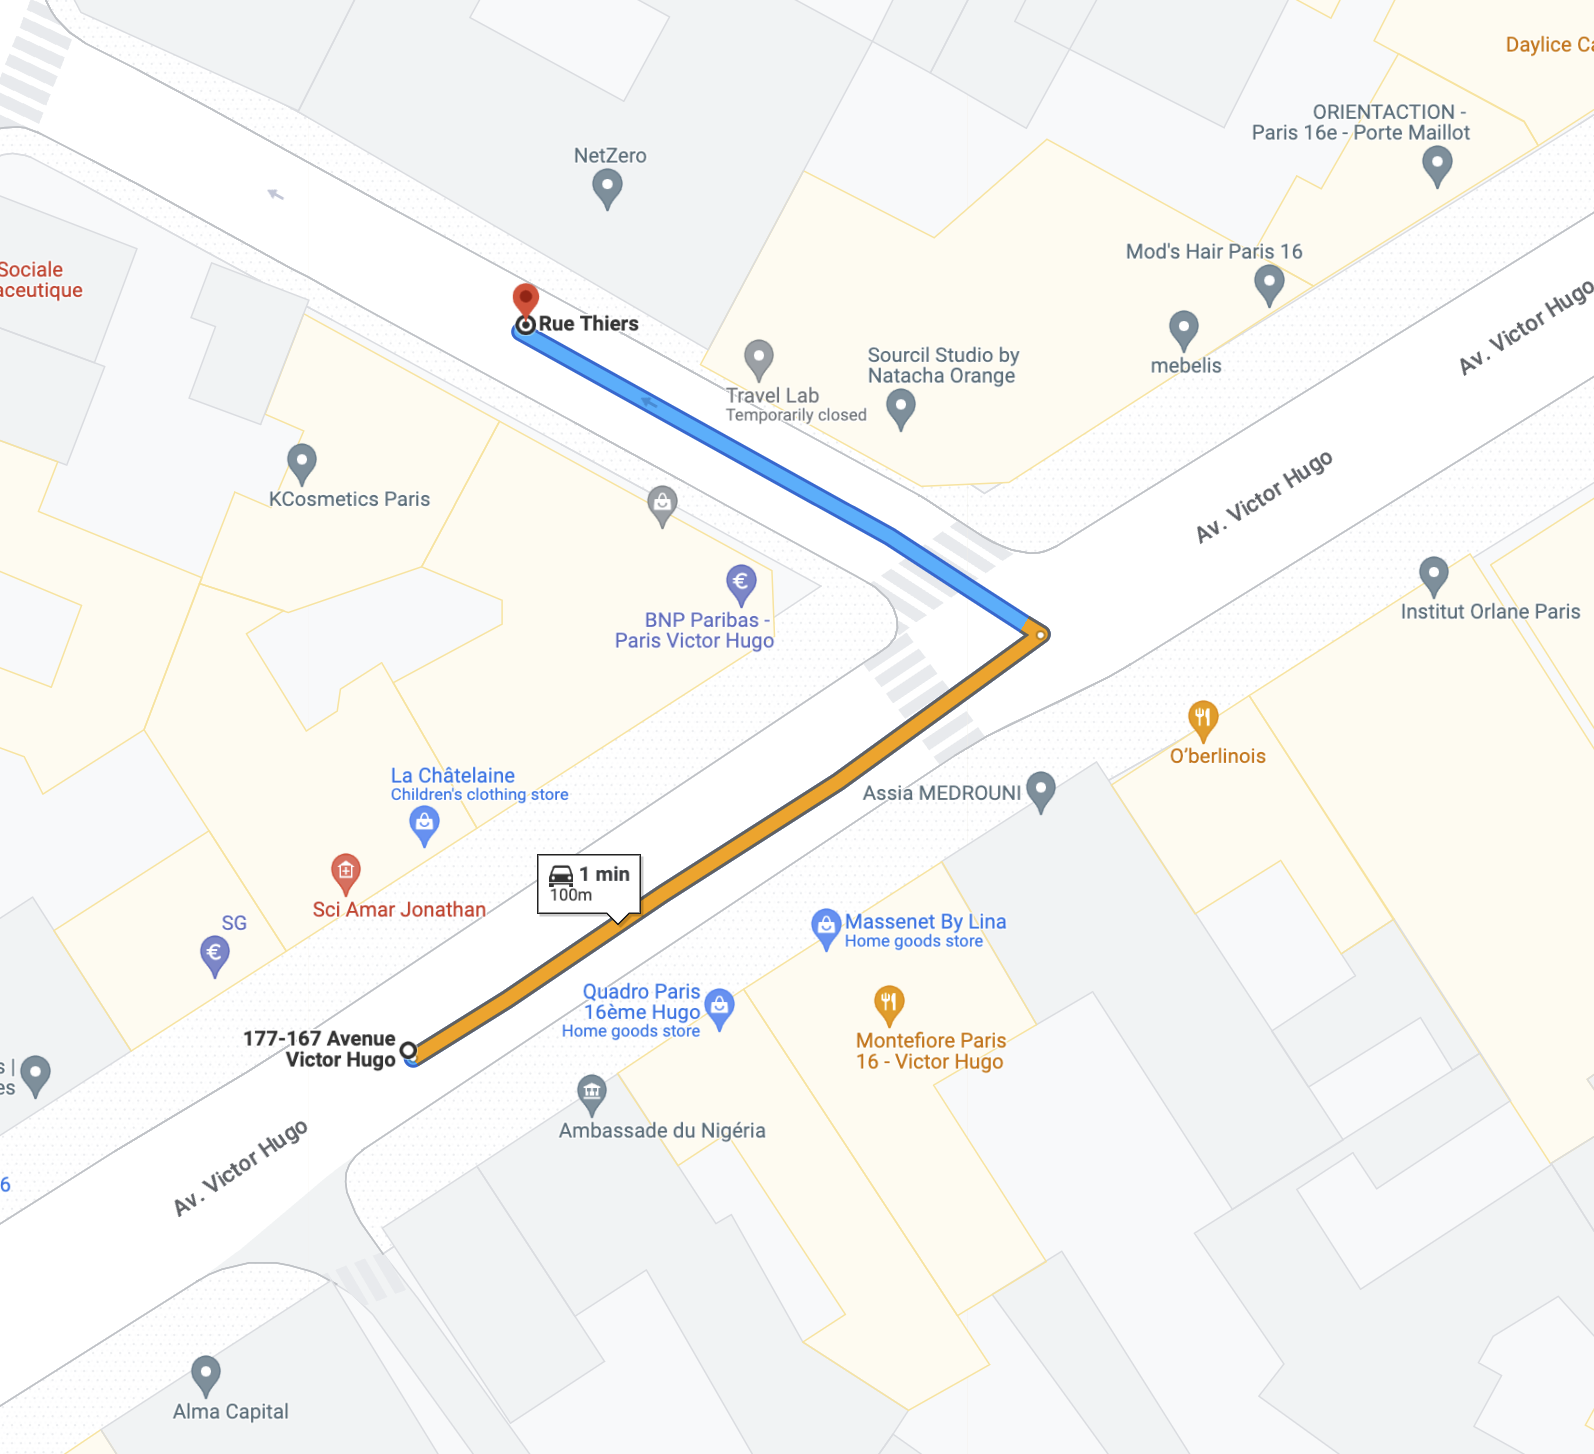 Daylice Ca
ORIENTACTION -
Paris 16e - Porte Maillot
NetZero
Mod's Hair Paris 16
Sociale
aceutique
Av. Victor Hugo
Rue Thiers
mebelis
Sourcil Studio by
Natacha Orange
Travel Lab
Temporarily closed
Av. Victor Hugo
KCosmetics Paris
Institut Orlane Paris
BNP Paribas -
Paris Victor Hugo
O'berlinois
La Châtelaine
Children's clothing store
Assia MEDROUNI
1 min
100m
Sci Amar Jonathan
SG
Massenet By Lina
Home goods store
Quadro Paris
16ème Hugo
Home goods store
177-167 Avenue
Victor Hugo
Montefiore Paris
16 - Victor Hugo
s |
es
Ambassade du Nigéria
Av. Victor Hugo
6
Alma Capital